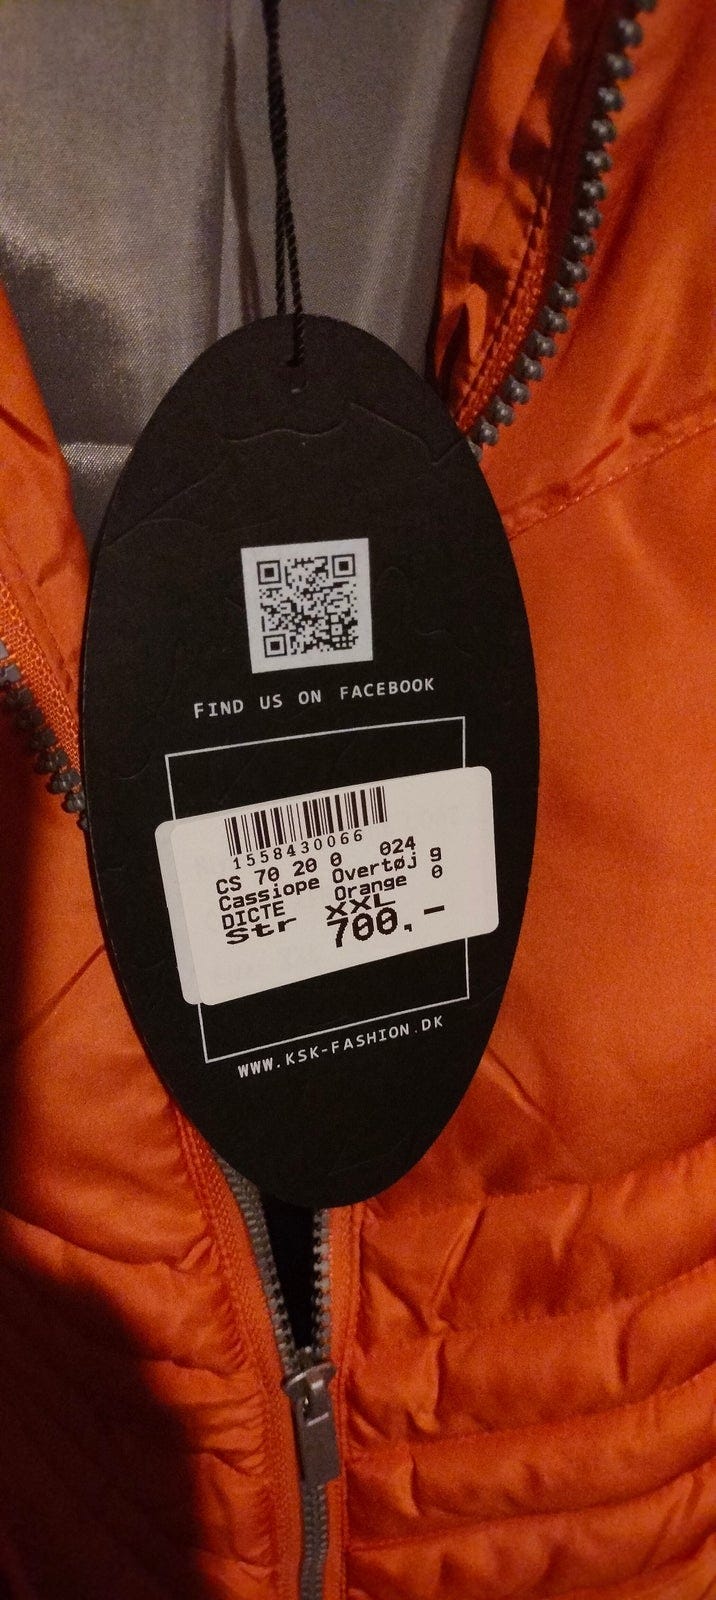 FIND US ON FACEBOOK
1558430066
CS 70 20 0 024
Cassiope Overtøj g
DICTE Orange 0
Str XXL
700,-
WWW.KSK-FASHION.DK